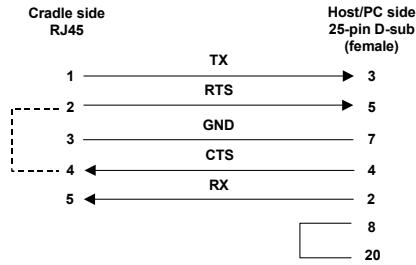 Cradle side
RJ45
Host/PC side
25-pin D-sub
(female)
TX
1 3
RTS
2 5
GND
3 7
CTS
4 4
RX
5 2
8
20